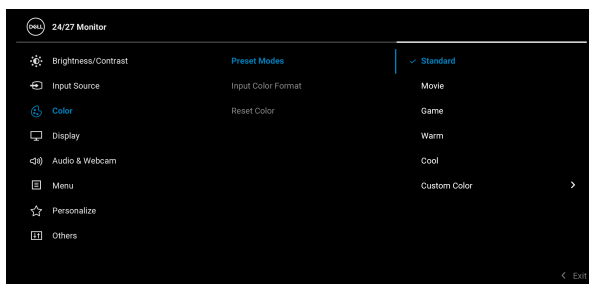 DELL 24/27 Monitor
Brightness/Contrast Preset Modes Standard
Input Source Input Color Format Movie
Color Reset Color Game
Display Warm
Audio & Webcam Cool
Menu Custom Color
Personalize
Others
Exit